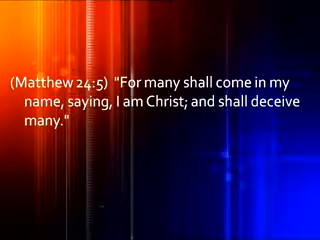 (Matthew 24:5)  "For many shall come in my
name, saying, I am Christ; and shall deceive
many."